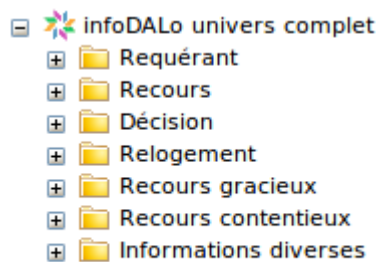 infoDALo univers complet
Requérant
Recours
Décision
Relogement
Recours gracieux
Recours contentieux
Informations diverses